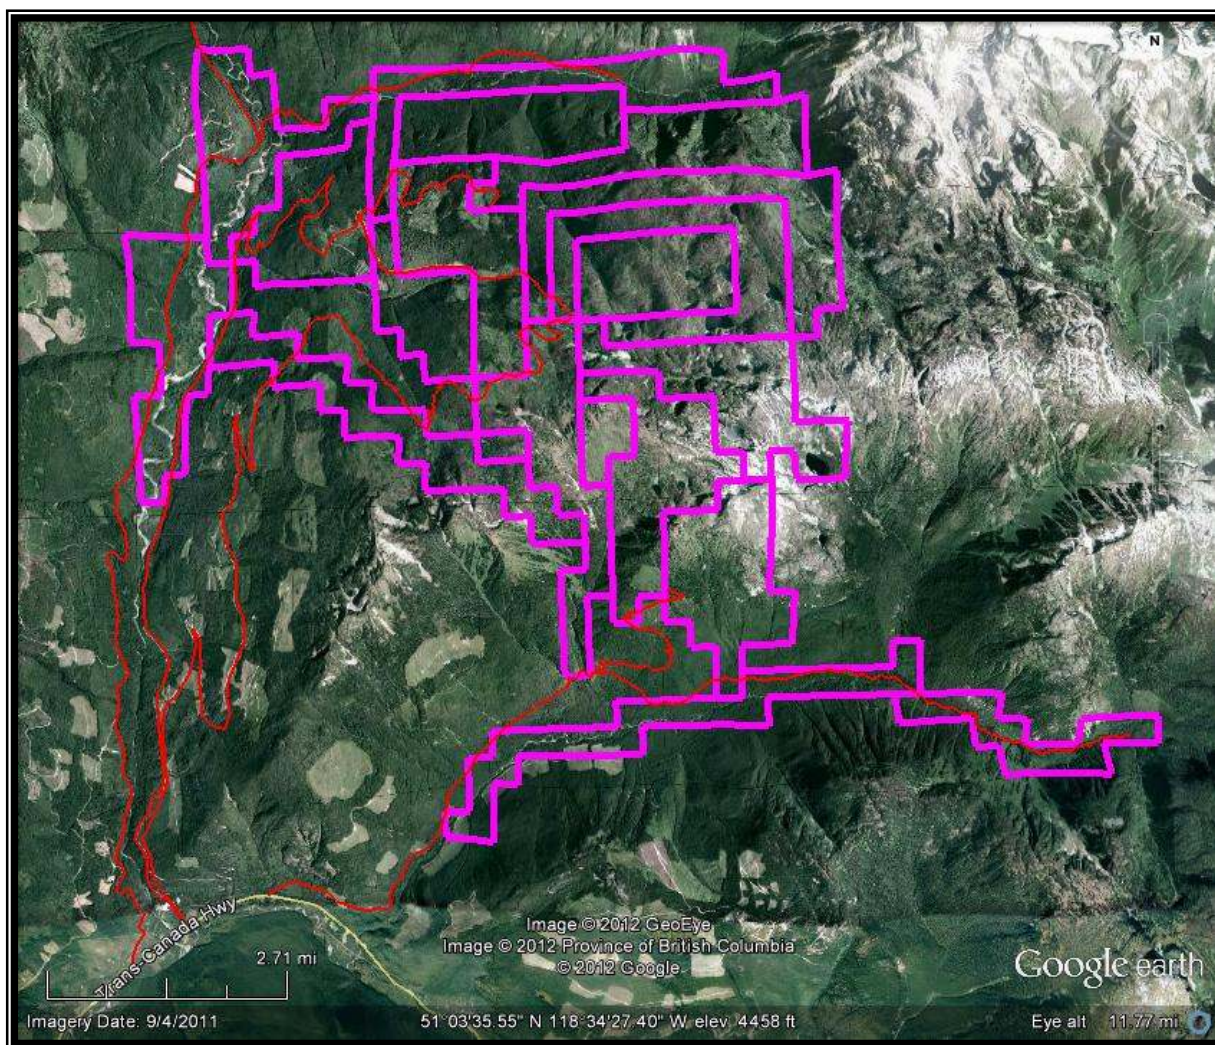 N
Trans-Canada Hwy
2.71 mi
Image © 2012 GeoEye
Image © 2012 Province of British Columbia
© 2012 Google
Google earth
Imagery Date: 9/4/2011
51°03'35.55" N 118°34'27.40" W elev 4458 ft
Eye alt 11.77 mi